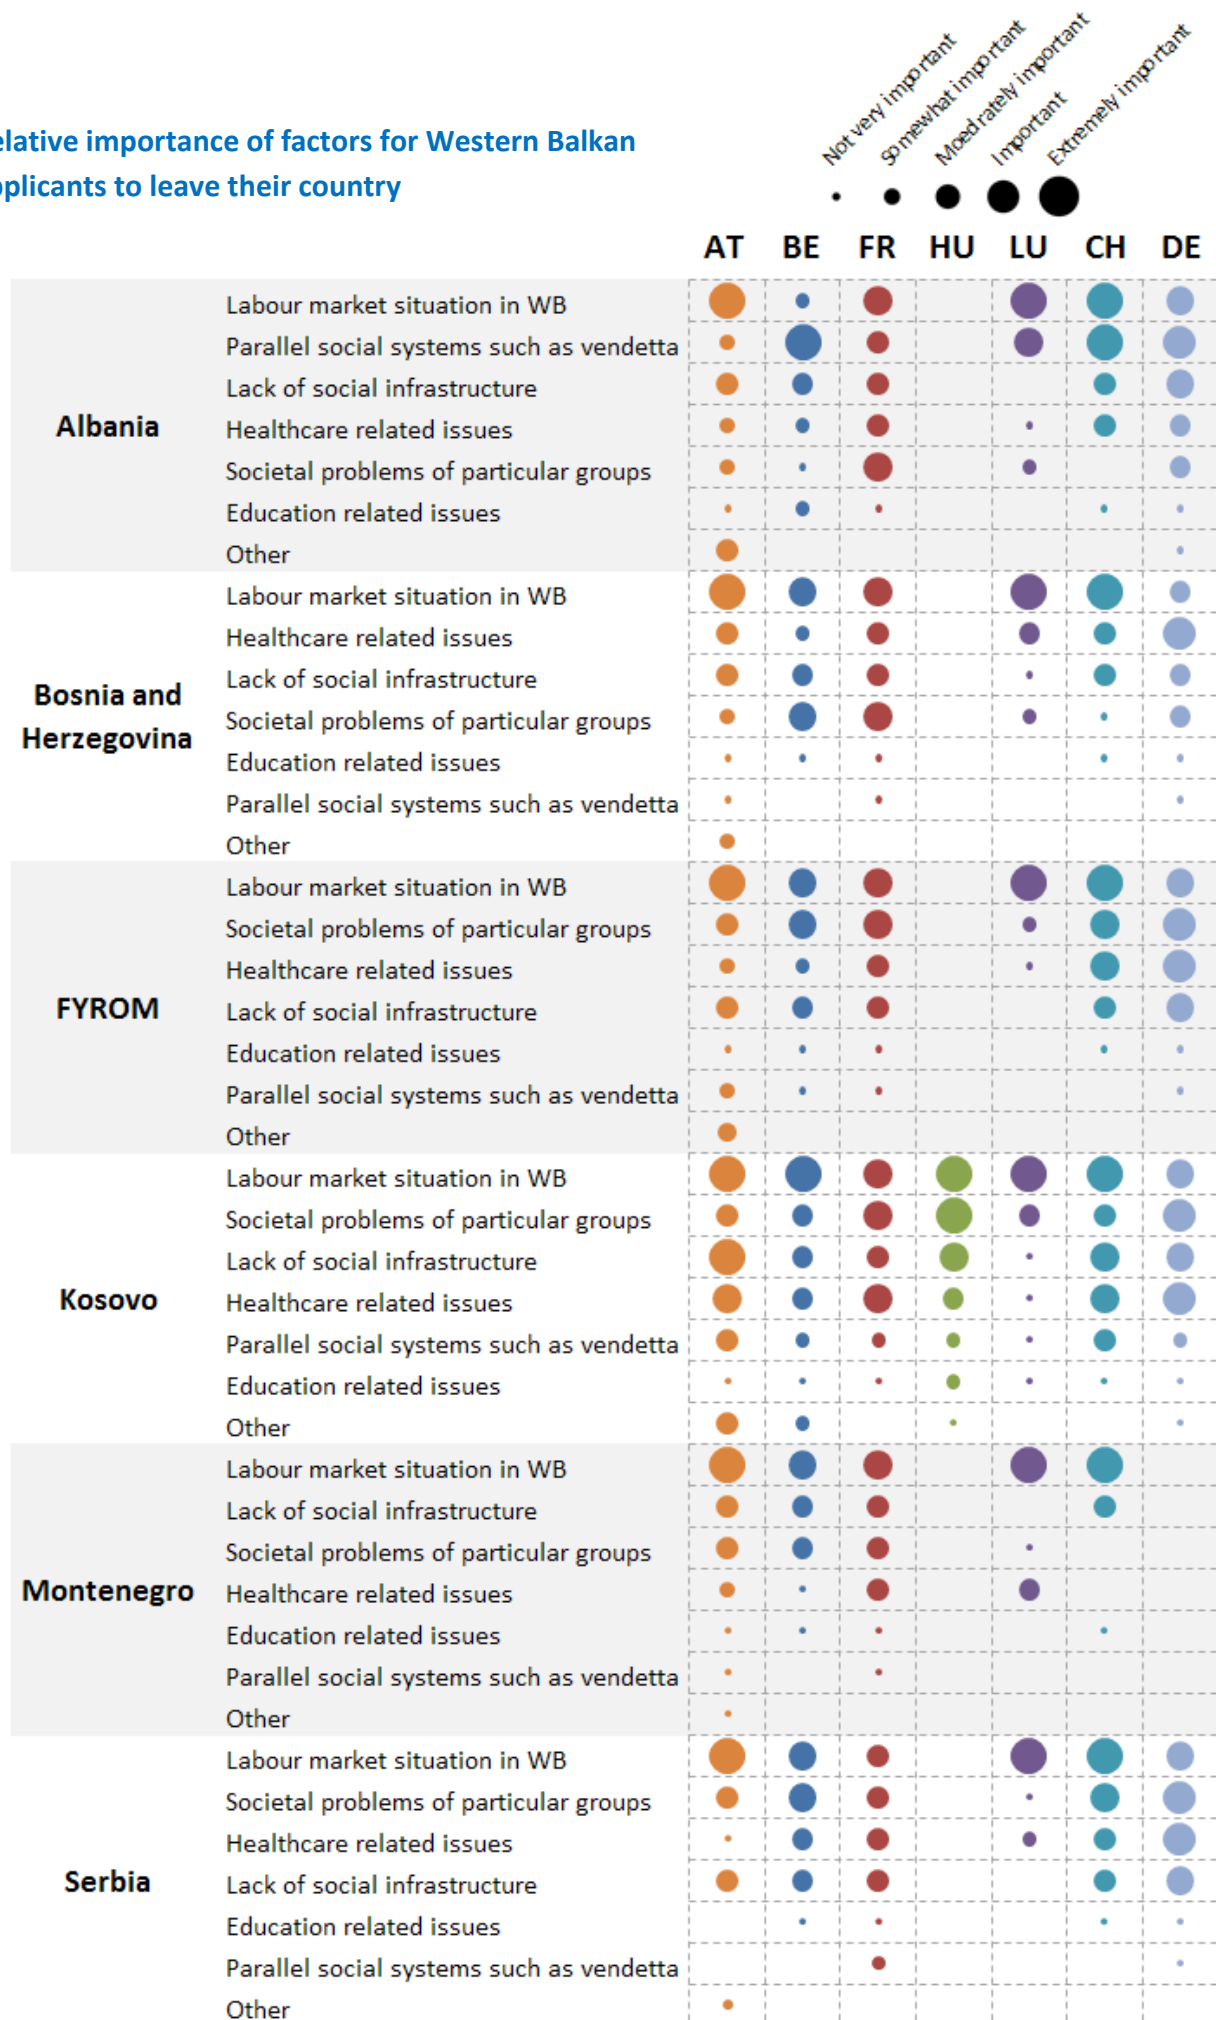 Not very important
Somewhat important
Moedrately important
Important
Extremely important
elative importance of factors for Western Balkan
pplicants to leave their country
AT BE FR HU LU CH DE
Albania
Labour market situation in WB
Parallel social systems such as vendetta
Lack of social infrastructure
Healthcare related issues
Societal problems of particular groups
Education related issues
Other
Bosnia and
Herzegovina
Labour market situation in WB
Healthcare related issues
Lack of social infrastructure
Societal problems of particular groups
Education related issues
Parallel social systems such as vendetta
Other
FYROM
Labour market situation in WB
Societal problems of particular groups
Healthcare related issues
Lack of social infrastructure
Education related issues
Parallel social systems such as vendetta
Other
Kosovo
Labour market situation in WB
Societal problems of particular groups
Lack of social infrastructure
Healthcare related issues
Parallel social systems such as vendetta
Education related issues
Other
Montenegro
Labour market situation in WB
Lack of social infrastructure
Societal problems of particular groups
Healthcare related issues
Education related issues
Parallel social systems such as vendetta
Other
Serbia
Labour market situation in WB
Societal problems of particular groups
Healthcare related issues
Lack of social infrastructure
Education related issues
Parallel social systems such as vendetta
Other